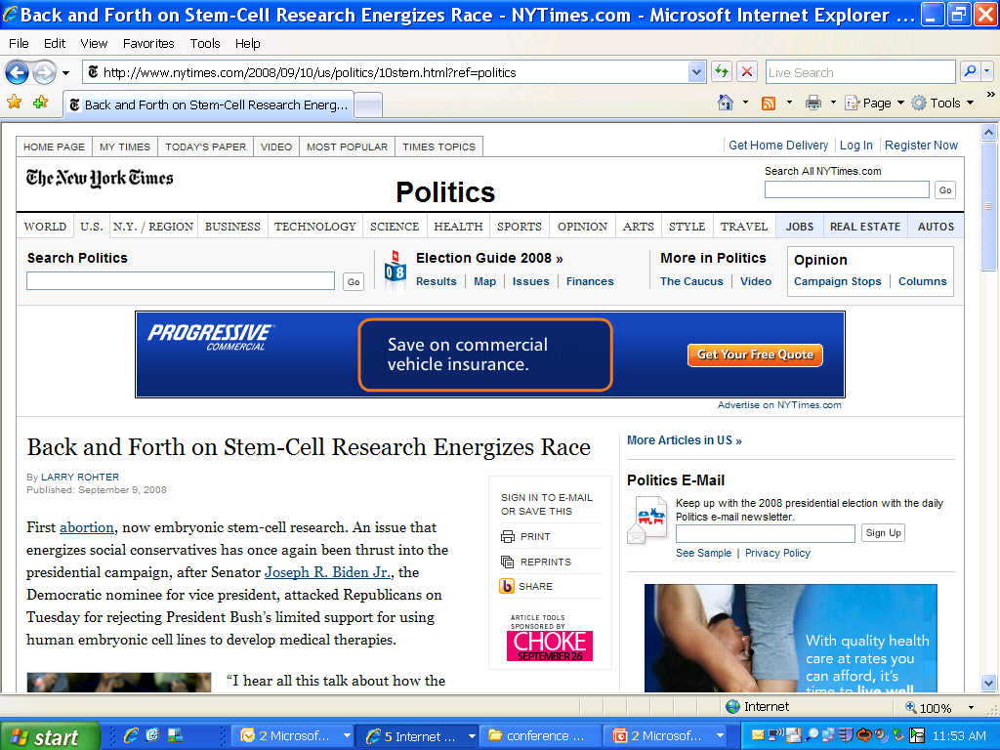 Back and Forth on Stem-Cell Research Energizes Race - NYTimes.com - Microsoft Internet Explorer ...
File Edit View Favorites Tools Help
http://www.nytimes.com/2008/09/10/us/politics/10stem.html?ref=politics Live Search
Back and Forth on Stem-Cell Research Energ... Page Tools »
HOME PAGE MY TIMES TODAY'S PAPER VIDEO MOST POPULAR TIMES TOPICS Get Home Delivery Log In Register Now
The New York Times
Politics
Search All NYTimes.com
Go
WORLD U.S. N.Y. / REGION BUSINESS TECHNOLOGY SCIENCE HEALTH SPORTS OPINION ARTS STYLE TRAVEL JOBS REAL ESTATE AUTOS
Search Politics
Go
08
Election Guide 2008 »
Results Map Issues Finances
More in Politics
The Caucus Video
Opinion
Campaign Stops Columns
PROGRESSIVE
COMMERCIAL
Save on commercial
vehicle insurance.
Get Your Free Quote
Advertise on NYTimes.com
Back and Forth on Stem-Cell Research Energizes Race
By LARRY ROHTER
Published: September 9, 2008
First abortion, now embryonic stem-cell research. An issue that
energizes social conservatives has once again been thrust into the
presidential campaign, after Senator Joseph R. Biden Jr., the
Democratic nominee for vice president, attacked Republicans on
Tuesday for rejecting President Bush's limited support for using
human embryonic cell lines to develop medical therapies.
"I hear all this talk about how the
SIGN IN TO E-MAIL
OR SAVE THIS
PRINT
REPRINTS
SHARE
ARTICLE TOOLS
SPONSORED BY
CHOKE
SEPTEMBER 26
More Articles in US »
Politics E-Mail
Keep up with the 2008 presidential election with the daily
Politics e-mail newsletter.
Sign Up
See Sample | Privacy Policy
With quality health
care at rates you
can afford, it's
time to live well
Internet 100%
start 2 Microsof... 5 Internet ... conference ... 2 Microsof... 11:53 AM